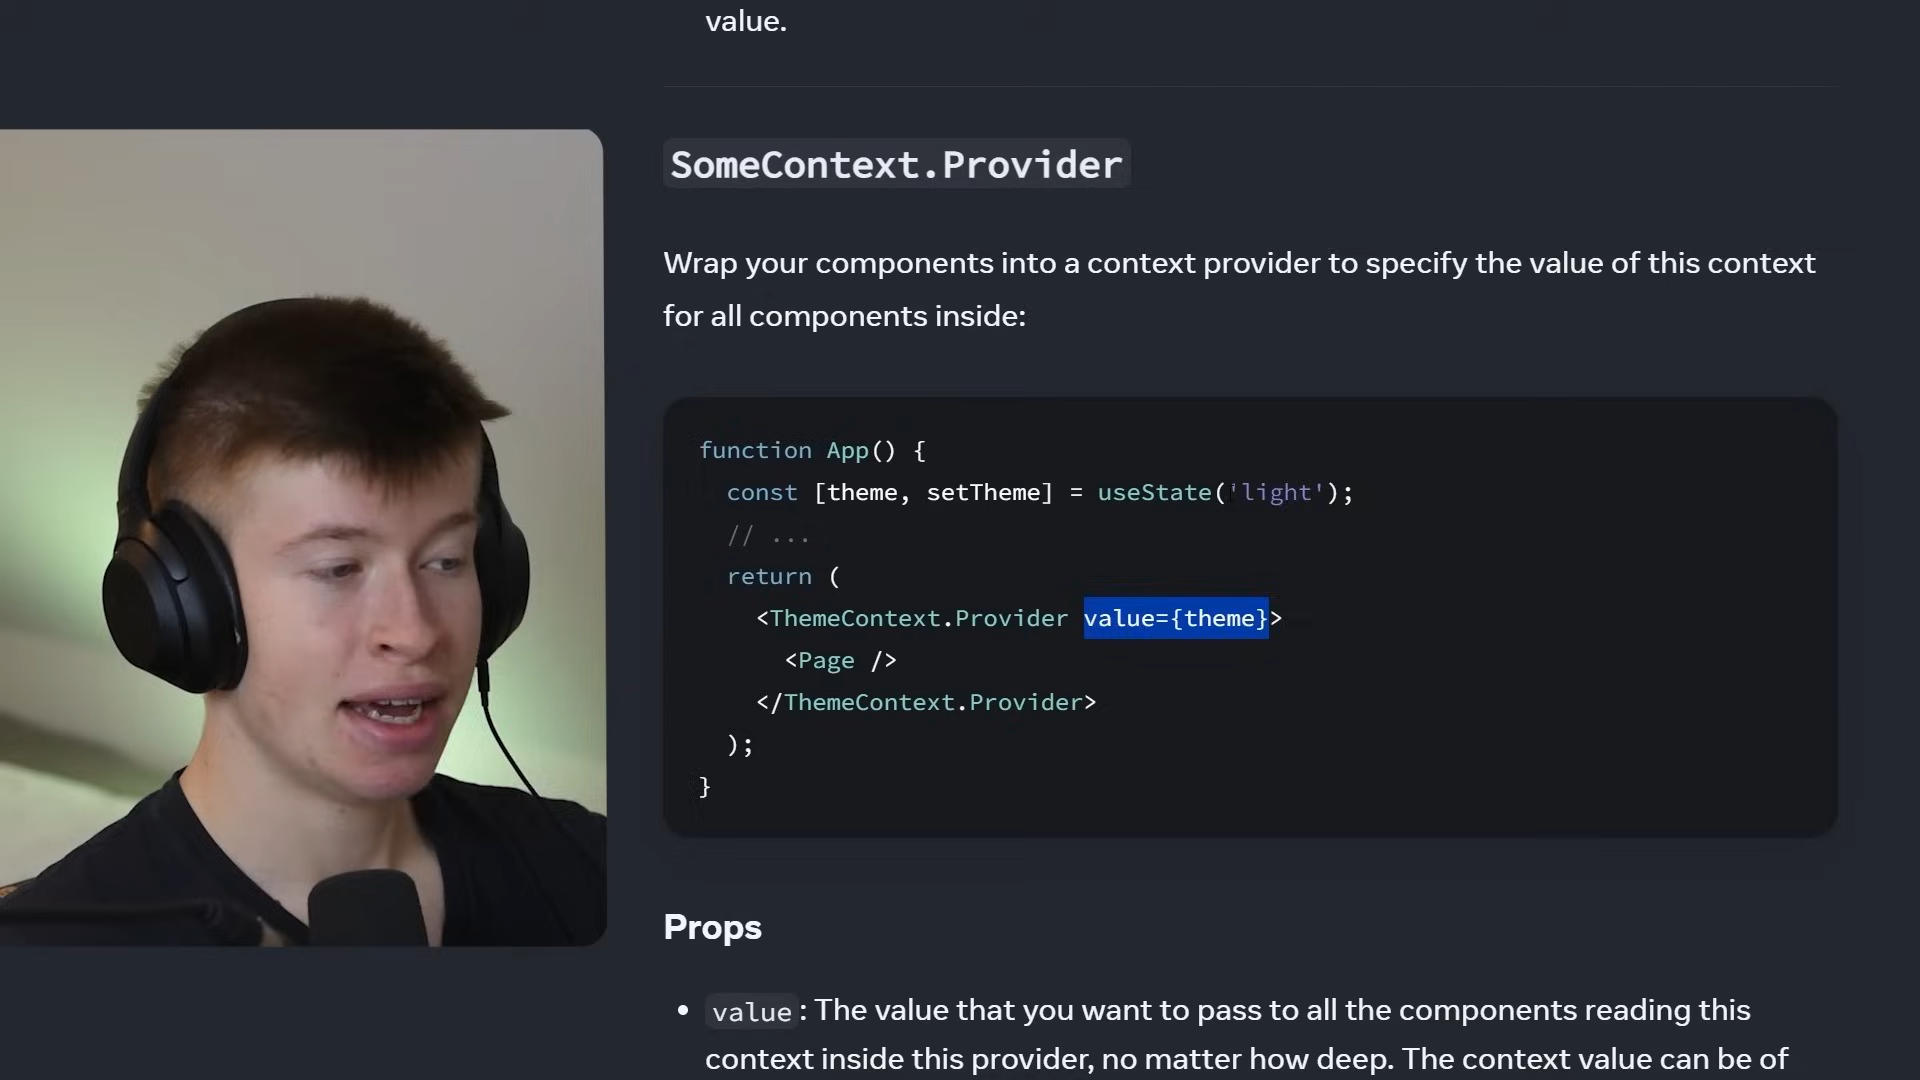 value.
SomeContext.Provider
Wrap your components into a context provider to specify the value of this context
for all components inside:
function App() {
  const [theme, setTheme] = useState('light');
  // ...
  return (
    <ThemeContext.Provider value={theme}>
      <Page />
    </ThemeContext.Provider>
  );
}
Props
• value: The value that you want to pass to all the components reading this
context inside this provider, no matter how deep. The context value can be of